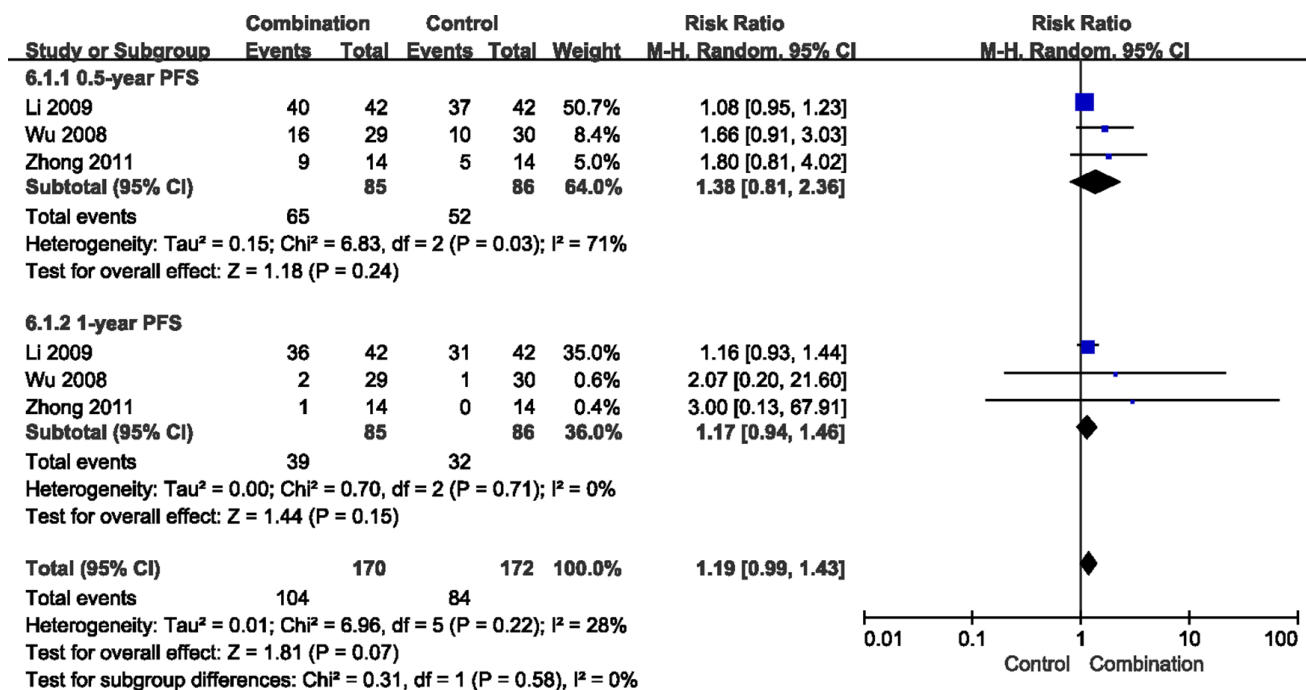 Combination Control Risk Ratio Risk Ratio
Study or Subgroup Events Total Events Total Weight M-H. Random. 95% CI M-H. Random. 95% CI
6.1.1 0.5-year PFS
Li 2009 40 42 37 42 50.7% 1.08 [0.95, 1.23]
Wu 2008 16 29 10 30 8.4% 1.66 [0.91, 3.03]
Zhong 2011 9 14 5 14 5.0% 1.80 [0.81, 4.02]
Subtotal (95% CI) 85 86 64.0% 1.38 [0.81, 2.36]
Total events 65 52
Heterogeneity: Tau² = 0.15; Chi² = 6.83, df = 2 (P = 0.03); I² = 71%
Test for overall effect: Z = 1.18 (P = 0.24)
6.1.2 1-year PFS
Li 2009 36 42 31 42 35.0% 1.16 [0.93, 1.44]
Wu 2008 2 29 1 30 0.6% 2.07 [0.20, 21.60]
Zhong 2011 1 14 0 14 0.4% 3.00 [0.13, 67.91]
Subtotal (95% CI) 85 86 36.0% 1.17 [0.94, 1.46]
Total events 39 32
Heterogeneity: Tau² = 0.00; Chi² = 0.70, df = 2 (P = 0.71); I² = 0%
Test for overall effect: Z = 1.44 (P = 0.15)
Total (95% CI) 170 172 100.0% 1.19 [0.99, 1.43]
Total events 104 84
Heterogeneity: Tau² = 0.01; Chi² = 6.96, df = 5 (P = 0.22); I² = 28%
Test for overall effect: Z = 1.81 (P = 0.07)
Test for subgroup differences: Chi² = 0.31, df = 1 (P = 0.58), I² = 0%
0.01 0.1 1 10 100
Control Combination